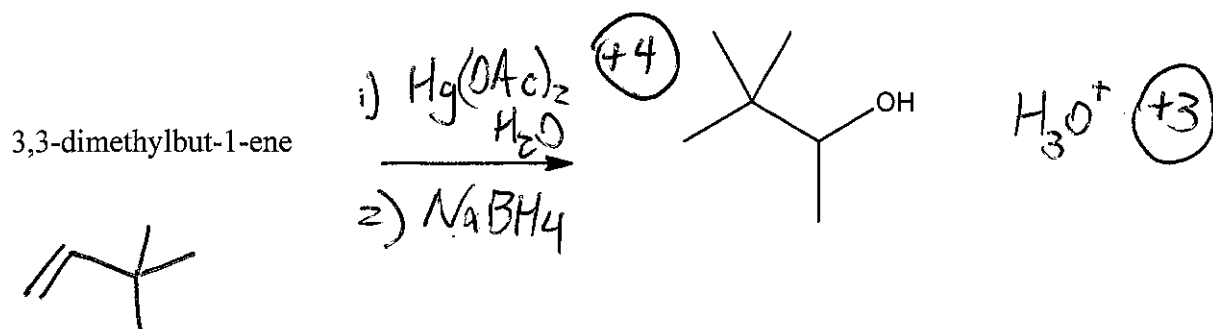 i) Hg(OAc)₂
H₂O
+4
OH
H₃O⁺ +3
3,3-dimethylbut-1-ene
2) NaBH₄